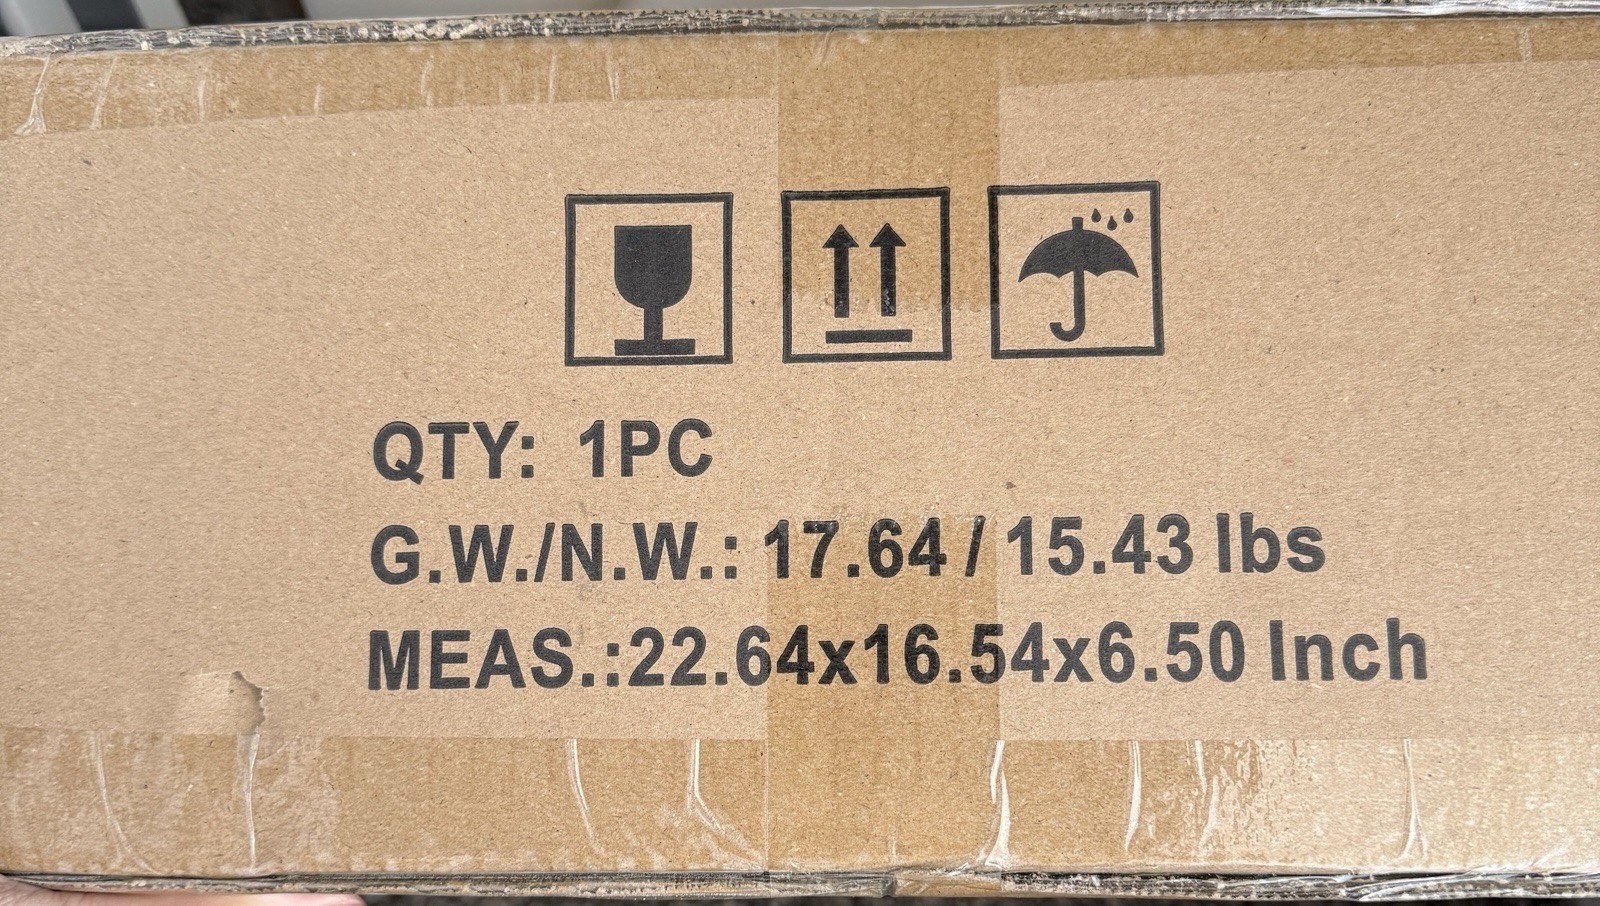 QTY: 1PC
G.W./N.W.: 17.64 / 15.43 lbs
MEAS.:22.64x16.54x6.50 Inch